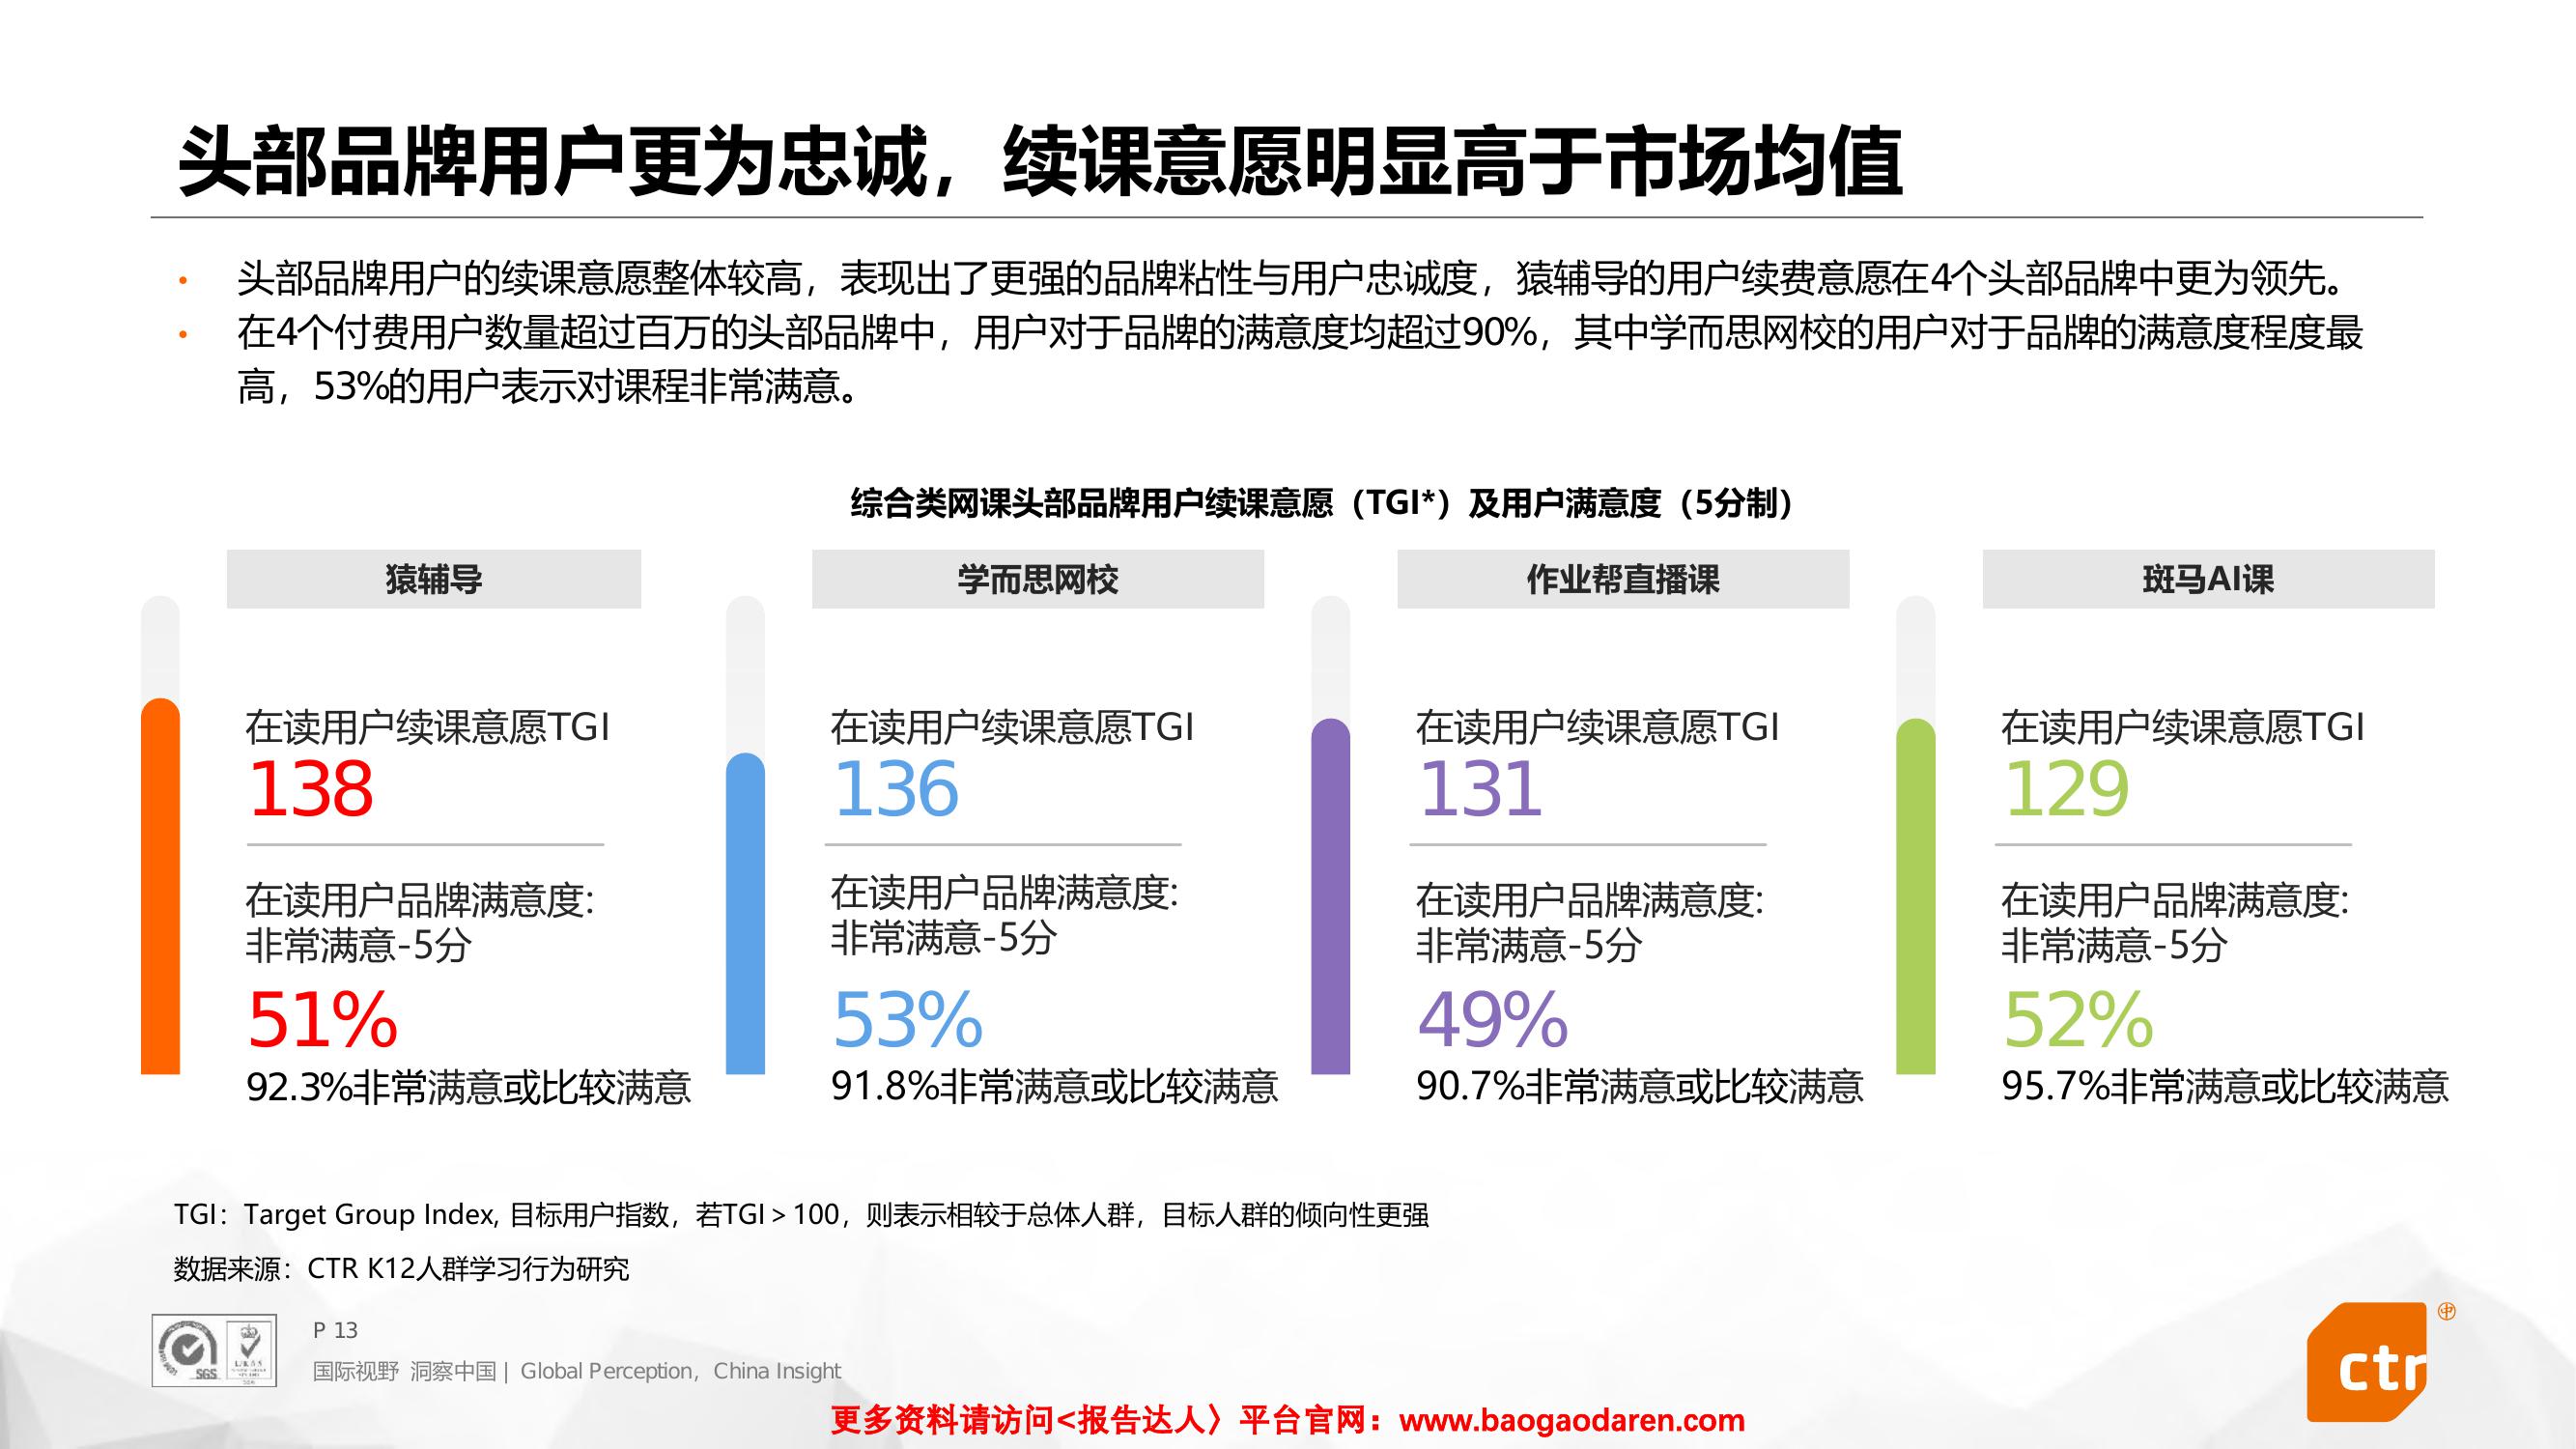 头部品牌用户更为忠诚，续课意愿明显高于市场均值
• 头部品牌用户的续课意愿整体较高，表现出了更强的品牌粘性与用户忠诚度，猿辅导的用户续费意愿在4个头部品牌中更为领先。
• 在4个付费用户数量超过百万的头部品牌中，用户对于品牌的满意度均超过90%，其中学而思网校的用户对于品牌的满意度程度最
高，53%的用户表示对课程非常满意。
综合类网课头部品牌用户续课意愿（TGI*）及用户满意度（5分制）
猿辅导
在读用户续课意愿TGI
138
在读用户品牌满意度:
非常满意-5分
51%
92.3%非常满意或比较满意
学而思网校
在读用户续课意愿TGI
136
在读用户品牌满意度:
非常满意-5分
53%
91.8%非常满意或比较满意
作业帮直播课
在读用户续课意愿TGI
131
在读用户品牌满意度:
非常满意-5分
49%
90.7%非常满意或比较满意
斑马AI课
在读用户续课意愿TGI
129
在读用户品牌满意度:
非常满意-5分
52%
95.7%非常满意或比较满意
TGI：Target Group Index, 目标用户指数，若TGI＞100，则表示相较于总体人群，目标人群的倾向性更强
数据来源：CTR K12人群学习行为研究
SGS
P 13
国际视野 洞察中国 | Global Perception, China Insight
ctr
更多资料请访问<报告达人〉平台官网：www.baogaodaren.com